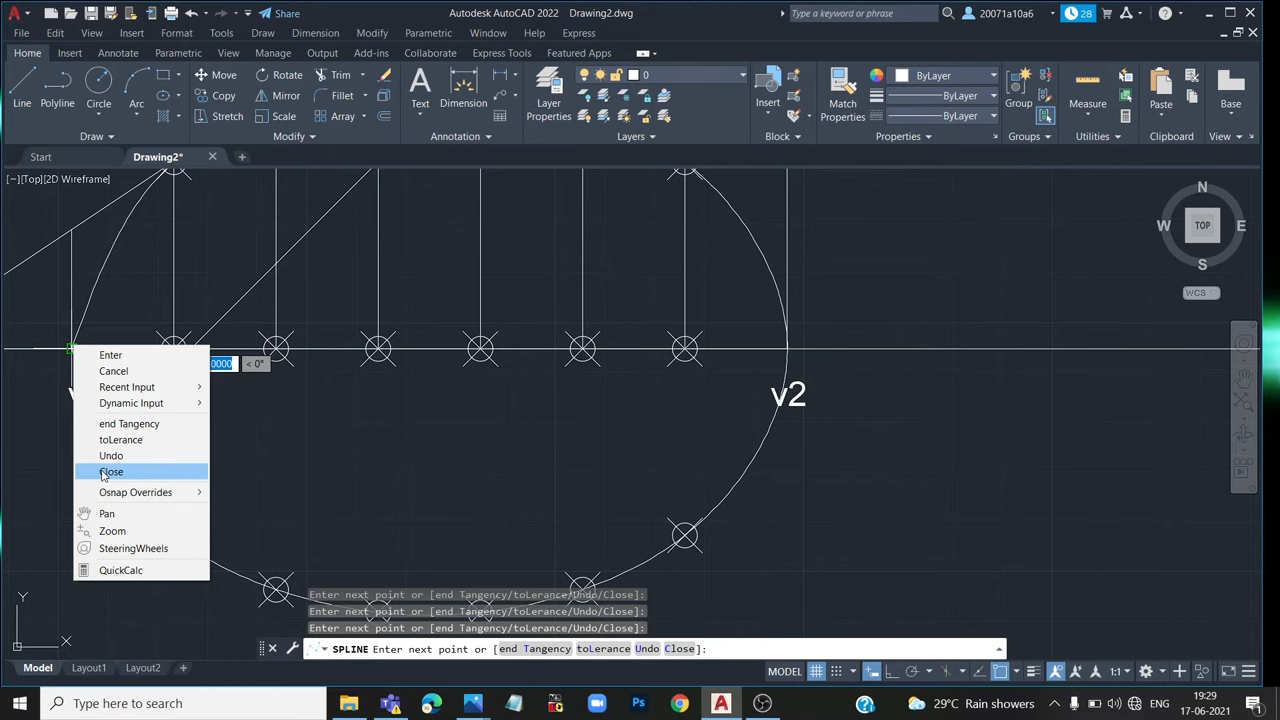 Share
Autodesk AutoCAD 2022 Drawing2.dwg
Type a keyword or phrase
20071a10a6
28
File Edit View Insert Format Tools Draw Dimension Modify Parametric Window Help Express
Home Insert Annotate Parametric View Manage Output Add-ins Collaborate Express Tools Featured Apps
Line Polyline Circle Arc
Move Rotate Trim
Copy Mirror Fillet
Stretch Scale Array
Text Dimension
Layer Properties
0
Insert
Match Properties
ByLayer
ByLayer
ByLayer
Group
Measure
Paste
Base
Draw Modify Annotation Layers Block Properties Groups Utilities Clipboard View
Start Drawing2*
[−][Top][2D Wireframe]
N
W TOP E
S
WCS
0000 < 0°
v2
Enter
Cancel
Recent Input
Dynamic Input
end Tangency
toLerance
Undo
Close
Osnap Overrides
Pan
Zoom
SteeringWheels
QuickCalc
Y
X
Enter next point or [end Tangency/toLerance/Undo/Close]:
Enter next point or [end Tangency/toLerance/Undo/Close]:
Enter next point or [end Tangency/toLerance/Undo/Close]:
SPLINE Enter next point or [end Tangency toLerance Undo Close]:
Model Layout1 Layout2
MODEL 1:1
Type here to search
29°C Rain showers
19:29
17-06-2021